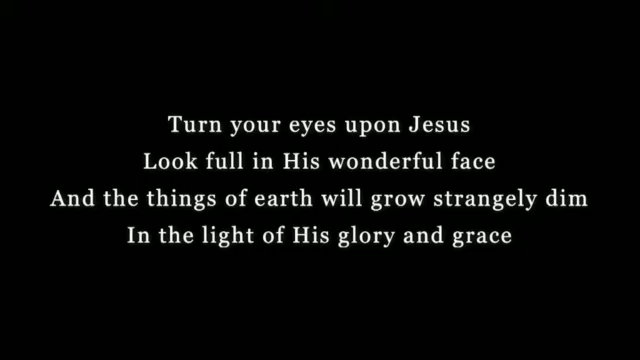 Turn your eyes upon Jesus
Look full in His wonderful face
And the things of earth will grow strangely dim
In the light of His glory and grace